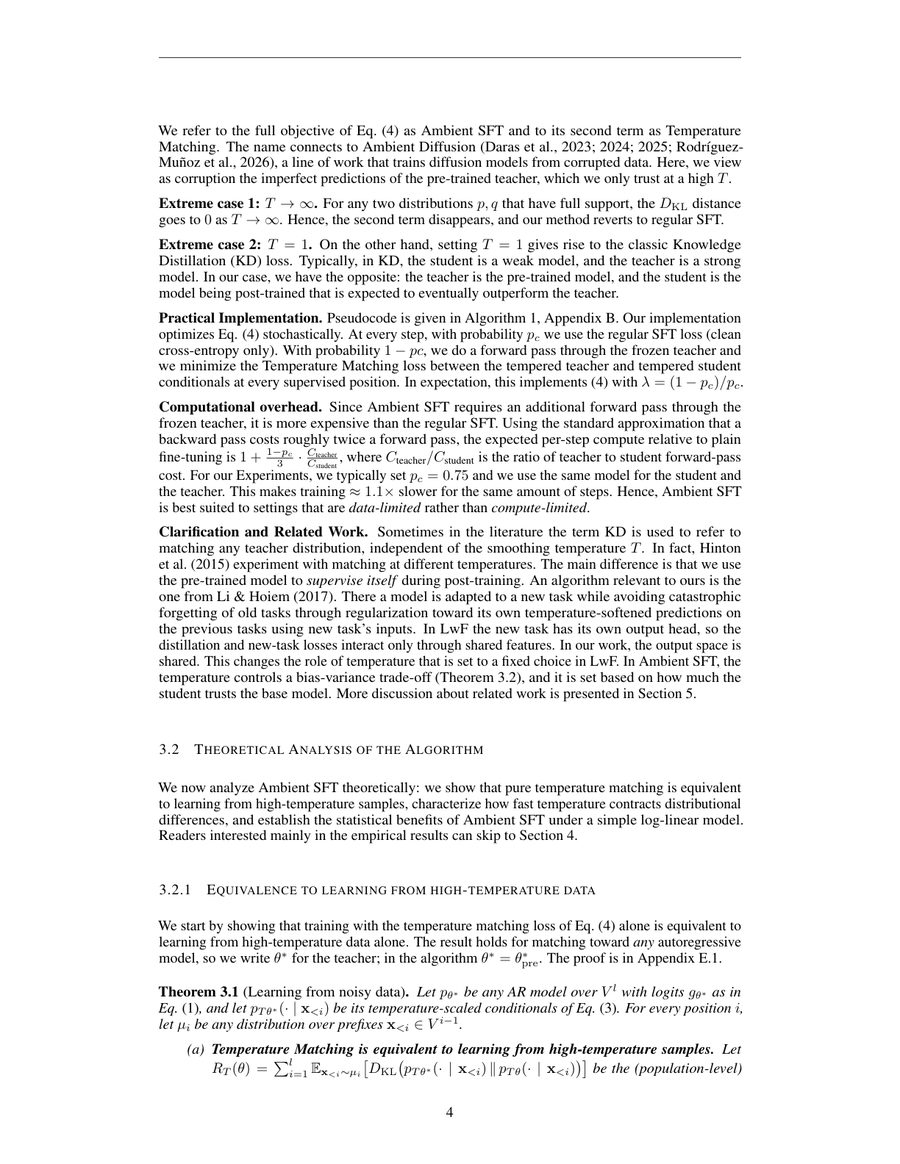 We refer to the full objective of Eq. (4) as Ambient SFT and to its second term as Temperature
Matching. The name connects to Ambient Diffusion (Daras et al., 2023; 2024; 2025; Rodríguez-
Muñoz et al., 2026), a line of work that trains diffusion models from corrupted data. Here, we view
as corruption the imperfect predictions of the pre-trained teacher, which we only trust at a high T.
Extreme case 1: T → ∞. For any two distributions p, q that have full support, the D_KL distance
goes to 0 as T → ∞. Hence, the second term disappears, and our method reverts to regular SFT.
Extreme case 2: T = 1. On the other hand, setting T = 1 gives rise to the classic Knowledge
Distillation (KD) loss. Typically, in KD, the student is a weak model, and the teacher is a strong
model. In our case, we have the opposite: the teacher is the pre-trained model, and the student is the
model being post-trained that is expected to eventually outperform the teacher.
Practical Implementation. Pseudocode is given in Algorithm 1, Appendix B. Our implementation
optimizes Eq. (4) stochastically. At every step, with probability p_c we use the regular SFT loss (clean
cross-entropy only). With probability 1 − pc, we do a forward pass through the frozen teacher and
we minimize the Temperature Matching loss between the tempered teacher and tempered student
conditionals at every supervised position. In expectation, this implements (4) with λ = (1 − p_c)/p_c.
Computational overhead. Since Ambient SFT requires an additional forward pass through the
frozen teacher, it is more expensive than the regular SFT. Using the standard approximation that a
backward pass costs roughly twice a forward pass, the expected per-step compute relative to plain
fine-tuning is 1 + (1−p_c)/3 · C_teacher/C_student, where C_teacher/C_student is the ratio of teacher to student forward-pass
cost. For our Experiments, we typically set p_c = 0.75 and we use the same model for the student and
the teacher. This makes training ≈ 1.1× slower for the same amount of steps. Hence, Ambient SFT
is best suited to settings that are data-limited rather than compute-limited.
Clarification and Related Work. Sometimes in the literature the term KD is used to refer to
matching any teacher distribution, independent of the smoothing temperature T. In fact, Hinton
et al. (2015) experiment with matching at different temperatures. The main difference is that we use
the pre-trained model to supervise itself during post-training. An algorithm relevant to ours is the
one from Li & Hoiem (2017). There a model is adapted to a new task while avoiding catastrophic
forgetting of old tasks through regularization toward its own temperature-softened predictions on
the previous tasks using new task's inputs. In LwF the new task has its own output head, so the
distillation and new-task losses interact only through shared features. In our work, the output space is
shared. This changes the role of temperature that is set to a fixed choice in LwF. In Ambient SFT, the
temperature controls a bias-variance trade-off (Theorem 3.2), and it is set based on how much the
student trusts the base model. More discussion about related work is presented in Section 5.
3.2 THEORETICAL ANALYSIS OF THE ALGORITHM
We now analyze Ambient SFT theoretically: we show that pure temperature matching is equivalent
to learning from high-temperature samples, characterize how fast temperature contracts distributional
differences, and establish the statistical benefits of Ambient SFT under a simple log-linear model.
Readers interested mainly in the empirical results can skip to Section 4.
3.2.1 EQUIVALENCE TO LEARNING FROM HIGH-TEMPERATURE DATA
We start by showing that training with the temperature matching loss of Eq. (4) alone is equivalent to
learning from high-temperature data alone. The result holds for matching toward any autoregressive
model, so we write θ* for the teacher; in the algorithm θ* = θ*_pre. The proof is in Appendix E.1.
Theorem 3.1 (Learning from noisy data). Let p_θ* be any AR model over V^l with logits g_θ* as in
Eq. (1), and let p_Tθ*(· | x_<i) be its temperature-scaled conditionals of Eq. (3). For every position i,
let μ_i be any distribution over prefixes x_<i ∈ V^{i−1}.
(a) Temperature Matching is equivalent to learning from high-temperature samples. Let
R_T(θ) = ∑_{i=1}^l 𝔼_{x_<i∼μ_i}[D_KL(p_Tθ*(· | x_<i) ∥ p_Tθ(· | x_<i))] be the (population-level)
4